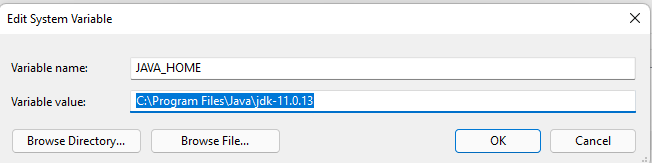 Edit System Variable
Variable name: JAVA_HOME
Variable value: C:\Program Files\Java\jdk-11.0.13
Browse Directory... Browse File... OK Cancel